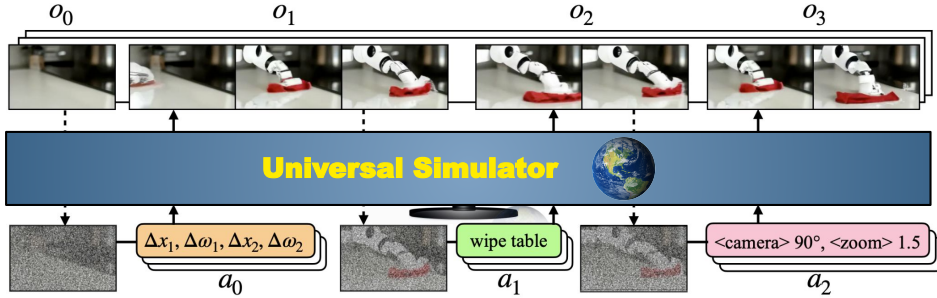 o₀ o₁ o₂ o₃
Universal Simulator
Δx₁, Δω₁, Δx₂, Δω₂
wipe table
<camera> 90°, <zoom> 1.5
a₀ a₁ a₂